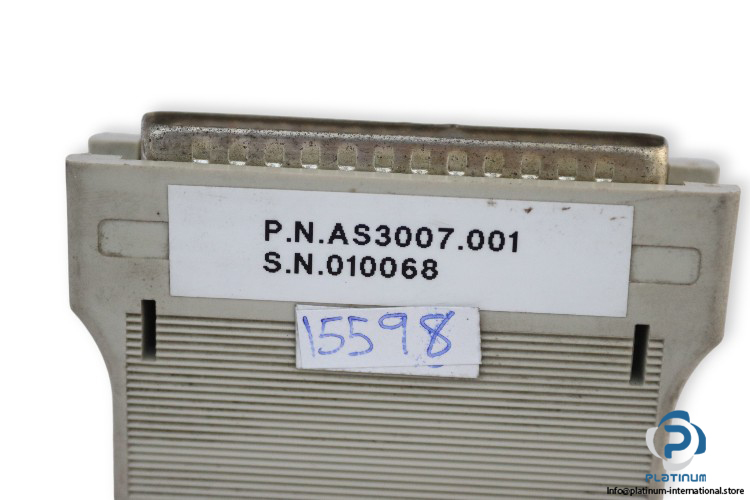 P.N.AS3007.001
S.N.010068
15598
PLATINUM
Info@platinum-international.store